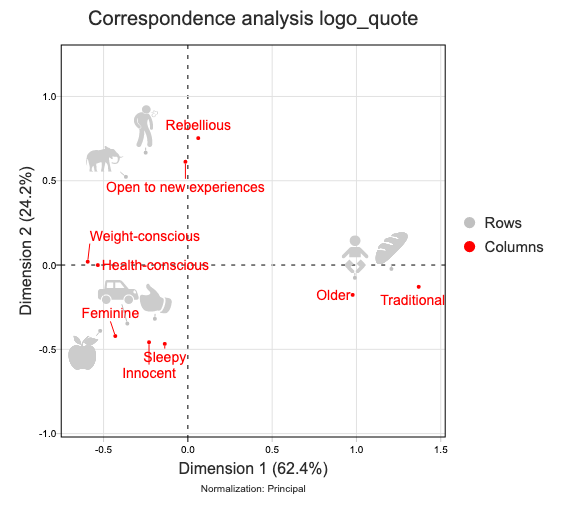 Correspondence analysis logo_quote
Dimension 2 (24.2%)
1.0
0.5
0.0
-0.5
-1.0
Rebellious
Open to new experiences
Weight-conscious
Health-conscious
Feminine
Sleepy
Innocent
Older
Traditional
Rows
Columns
-0.5
0.0
0.5
1.0
1.5
Dimension 1 (62.4%)
Normalization: Principal